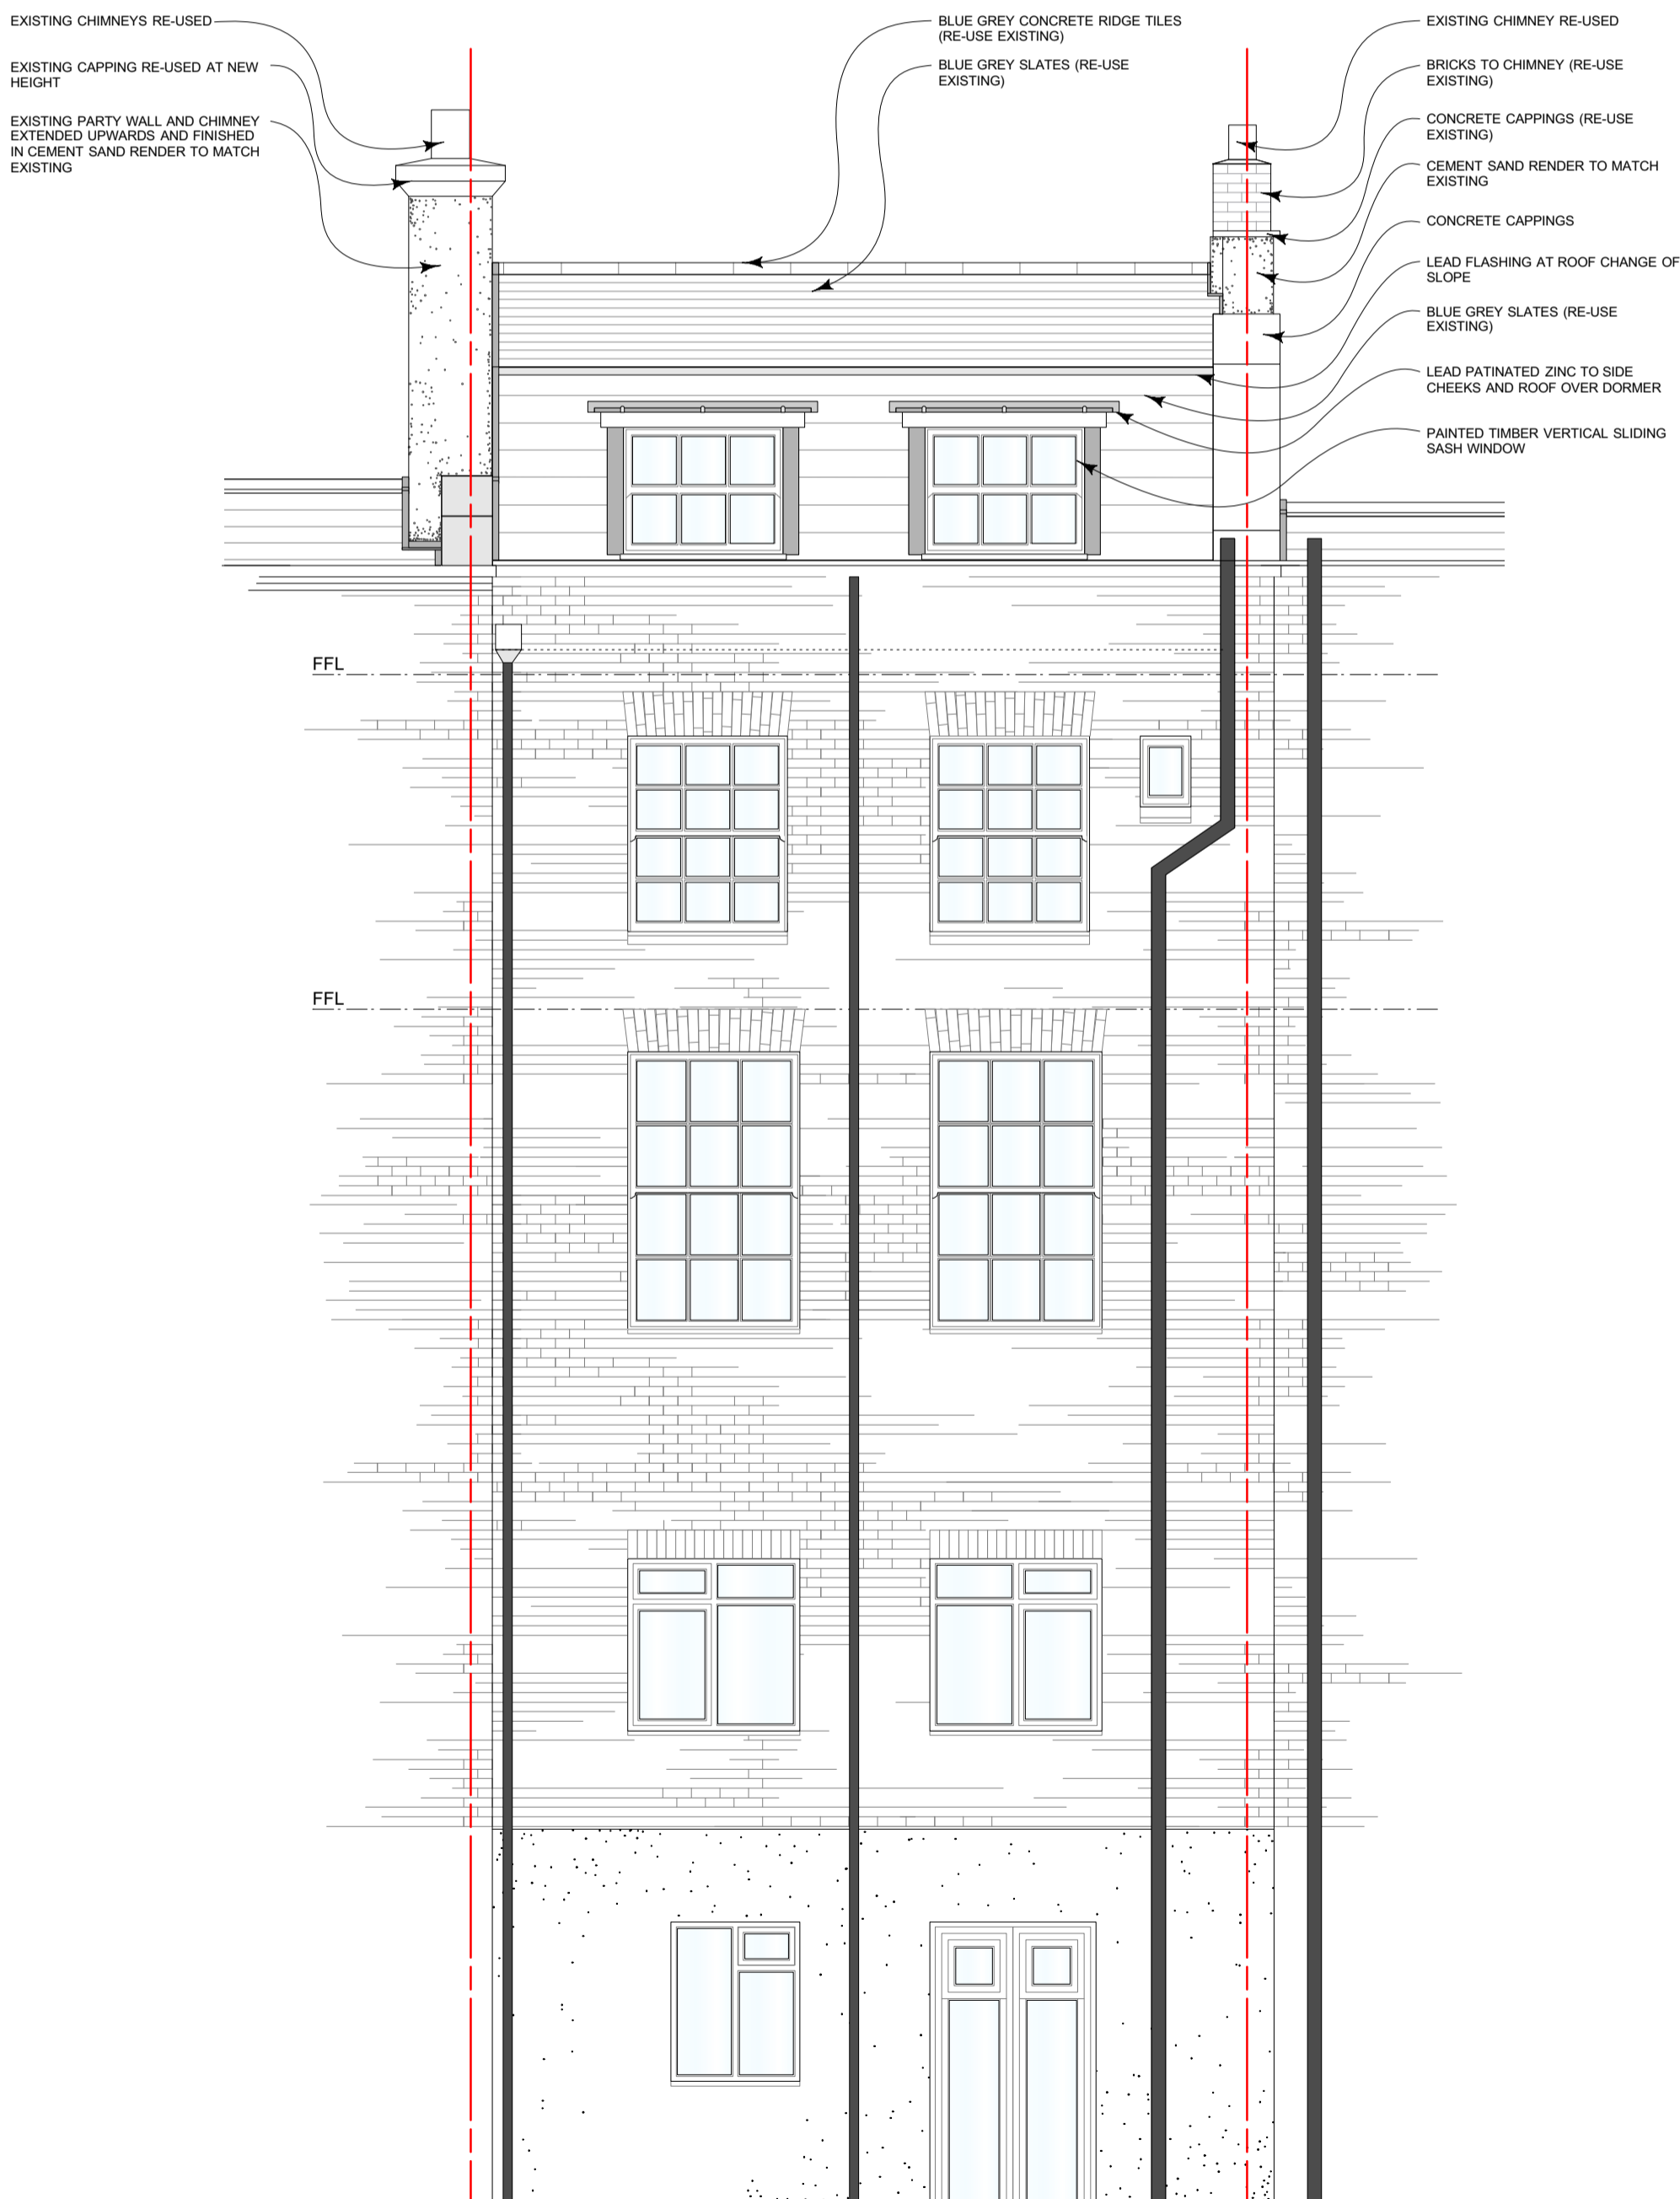 EXISTING CHIMNEYS RE-USED
EXISTING CAPPING RE-USED AT NEW
HEIGHT
EXISTING PARTY WALL AND CHIMNEY
EXTENDED UPWARDS AND FINISHED
IN CEMENT SAND RENDER TO MATCH
EXISTING
BLUE GREY CONCRETE RIDGE TILES
(RE-USE EXISTING)
BLUE GREY SLATES (RE-USE
EXISTING)
EXISTING CHIMNEY RE-USED
BRICKS TO CHIMNEY (RE-USE
EXISTING)
CONCRETE CAPPINGS (RE-USE
EXISTING)
CEMENT SAND RENDER TO MATCH
EXISTING
CONCRETE CAPPINGS
LEAD FLASHING AT ROOF CHANGE OF
SLOPE
BLUE GREY SLATES (RE-USE
EXISTING)
LEAD PATINATED ZINC TO SIDE
CHEEKS AND ROOF OVER DORMER
PAINTED TIMBER VERTICAL SLIDING
SASH WINDOW
FFL
FFL